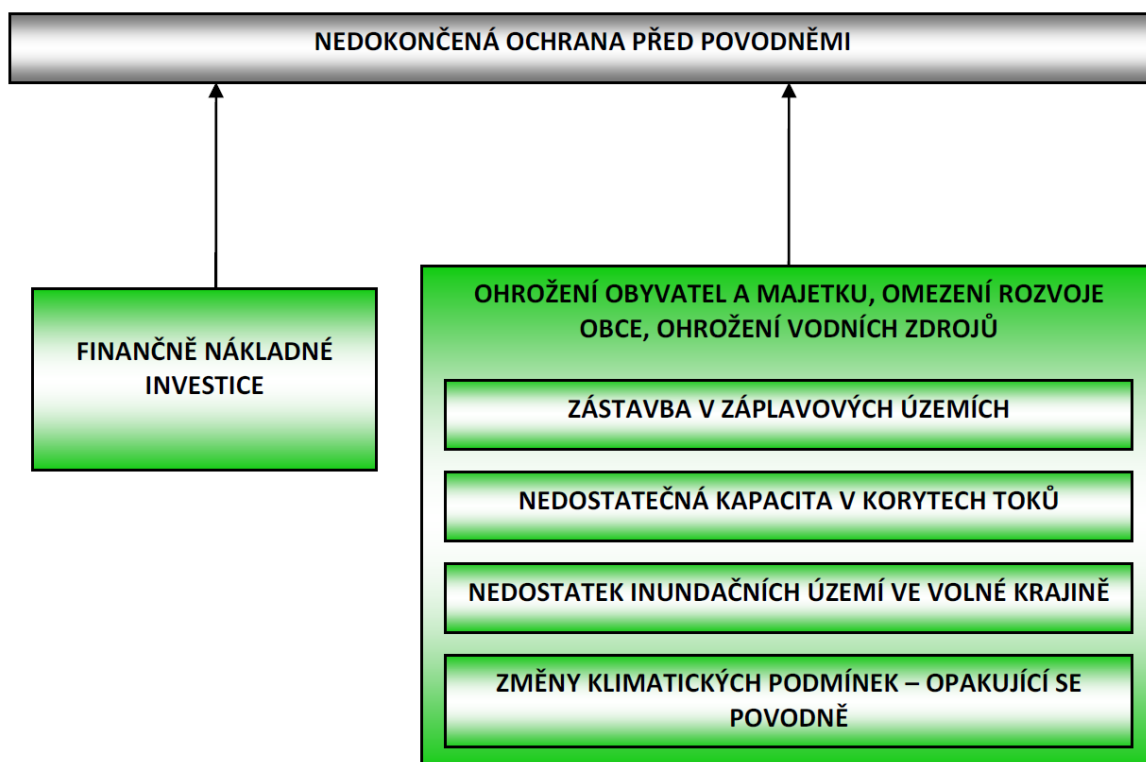 NEDOKONČENÁ OCHRANA PŘED POVODNĚMI
FINANČNĚ NÁKLADNÉ
INVESTICE
OHROŽENÍ OBYVATEL A MAJETKU, OMEZENÍ ROZVOJE
OBCE, OHROŽENÍ VODNÍCH ZDROJŮ
ZÁSTAVBA V ZÁPLAVOVÝCH ÚZEMÍCH
NEDOSTATEČNÁ KAPACITA V KORYTECH TOKŮ
NEDOSTATEK INUNDAČNÍCH ÚZEMÍ VE VOLNÉ KRAJINĚ
ZMĚNY KLIMATICKÝCH PODMÍNEK – OPAKUJÍCÍ SE
POVODNĚ